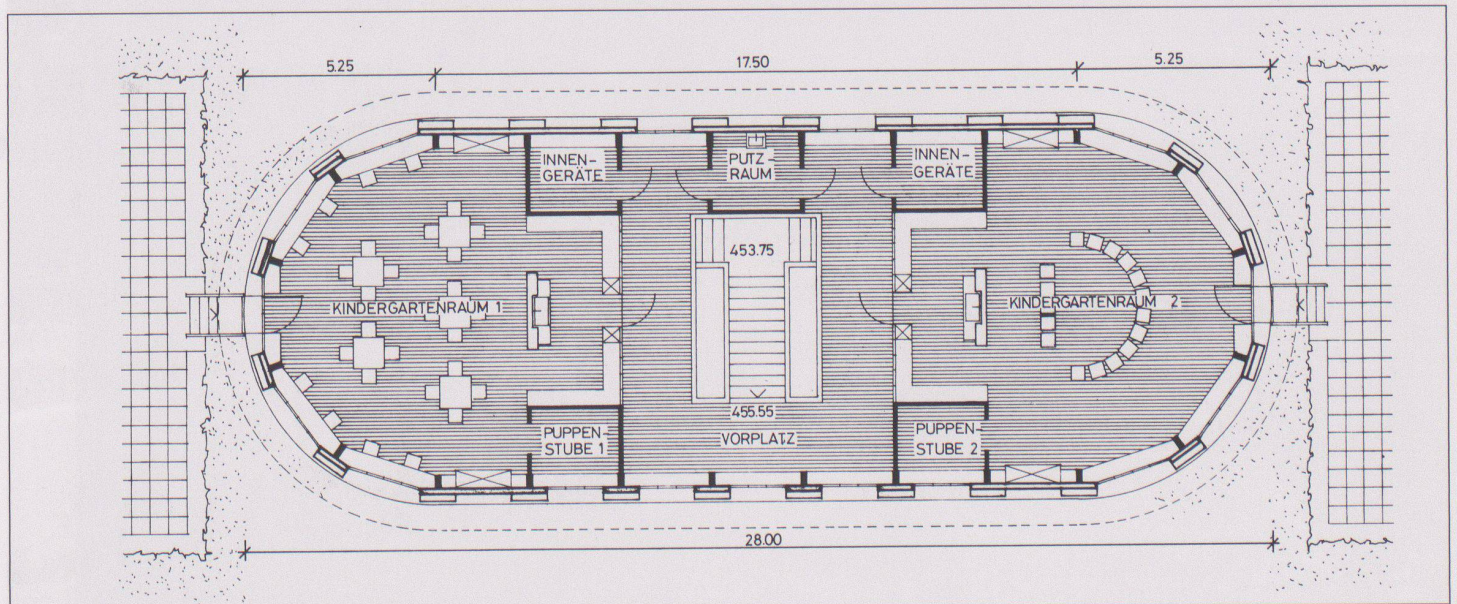 5.25
17.50
5.25
INNEN-
GERÄTE
PUTZ-
RAUM
INNEN-
GERÄTE
453.75
KINDERGARTENRAUM 1
KINDERGARTENRAUM 2
455.55
VORPLATZ
PUPPEN-
STUBE 1
PUPPEN-
STUBE 2
28.00